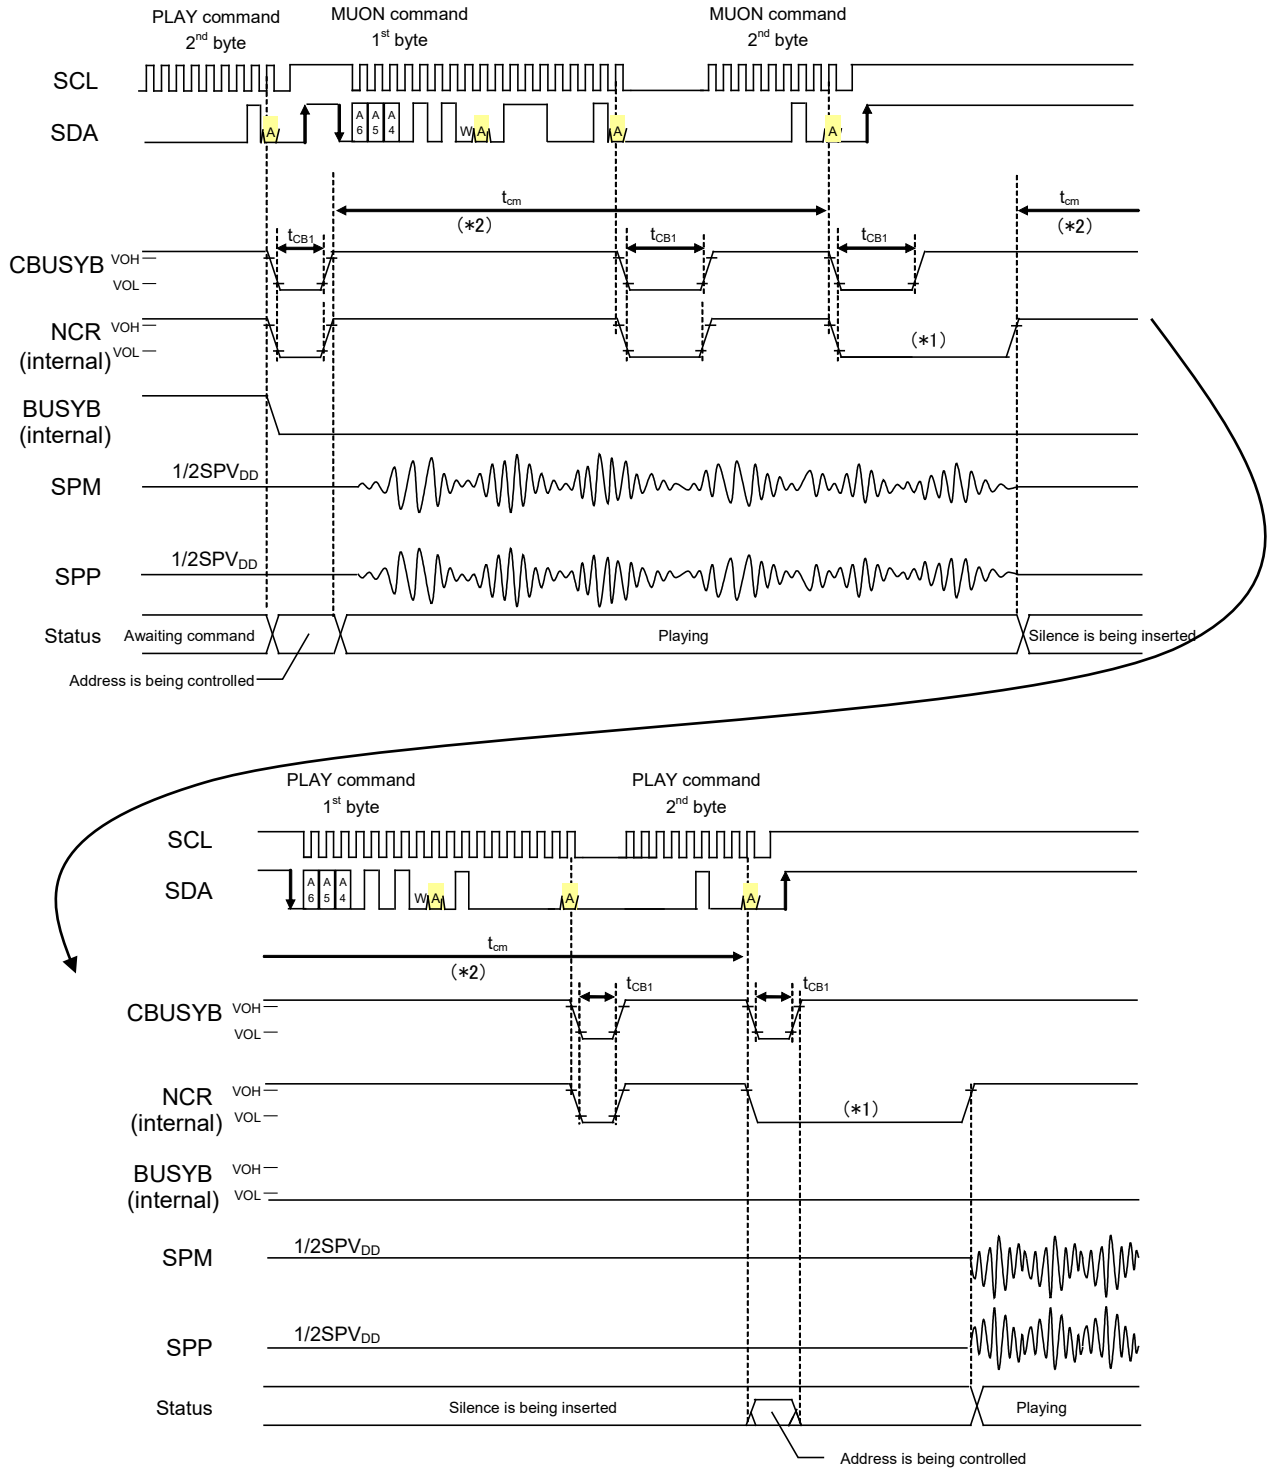 PLAY command MUON command MUON command
2nd byte 1st byte 2nd byte
SCL
SDA A A 6 A 5 A 4 W A A A
tcm tcm
(*2) (*2)
tCB1 tCB1 tCB1
CBUSYB VOH
VOL
NCR VOH
(internal) VOL (*1)
BUSYB
(internal)
SPM 1/2SPVDD
SPP 1/2SPVDD
Status Awaiting command Playing Silence is being inserted
Address is being controlled
PLAY command PLAY command
1st byte 2nd byte
SCL
SDA A 6 A 5 A 4 W A A A
tcm
(*2)
tCB1 tCB1
CBUSYB VOH
VOL
NCR VOH
(internal) VOL (*1)
BUSYB VOH
(internal) VOL
SPM 1/2SPVDD
SPP 1/2SPVDD
Status Silence is being inserted Playing
Address is being controlled